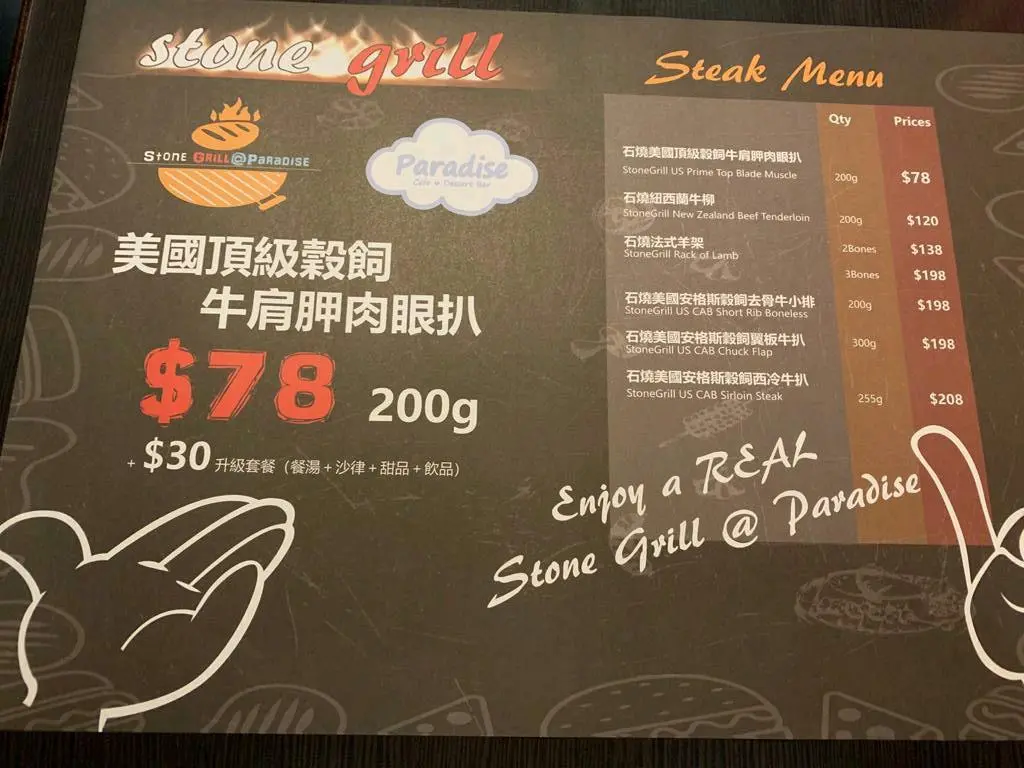 stone grill
STONE GRILL@PARADISE
Paradise
Cafe & Dessert Bar
美國頂級穀飼
牛肩胛肉眼扒
$78 200g
+ $30 升級套餐（餐湯+沙律+甜品+飲品）
Steak Menu
Qty Prices
石燒美國頂級穀飼牛肩胛肉眼扒
StoneGrill US Prime Top Blade Muscle 200g $78
石燒紐西蘭牛柳
StoneGrill New Zealand Beef Tenderloin 200g $120
石燒法式羊架
StoneGrill Rack of Lamb 2Bones $138
3Bones $198
石燒美國安格斯穀飼去骨牛小排
StoneGrill US CAB Short Rib Boneless 200g $198
石燒美國安格斯穀飼翼板牛扒
StoneGrill US CAB Chuck Flap 300g $198
石燒美國安格斯穀飼西冷牛扒
StoneGrill US CAB Sirloin Steak 255g $208
Enjoy a REAL
Stone Grill @ Paradise